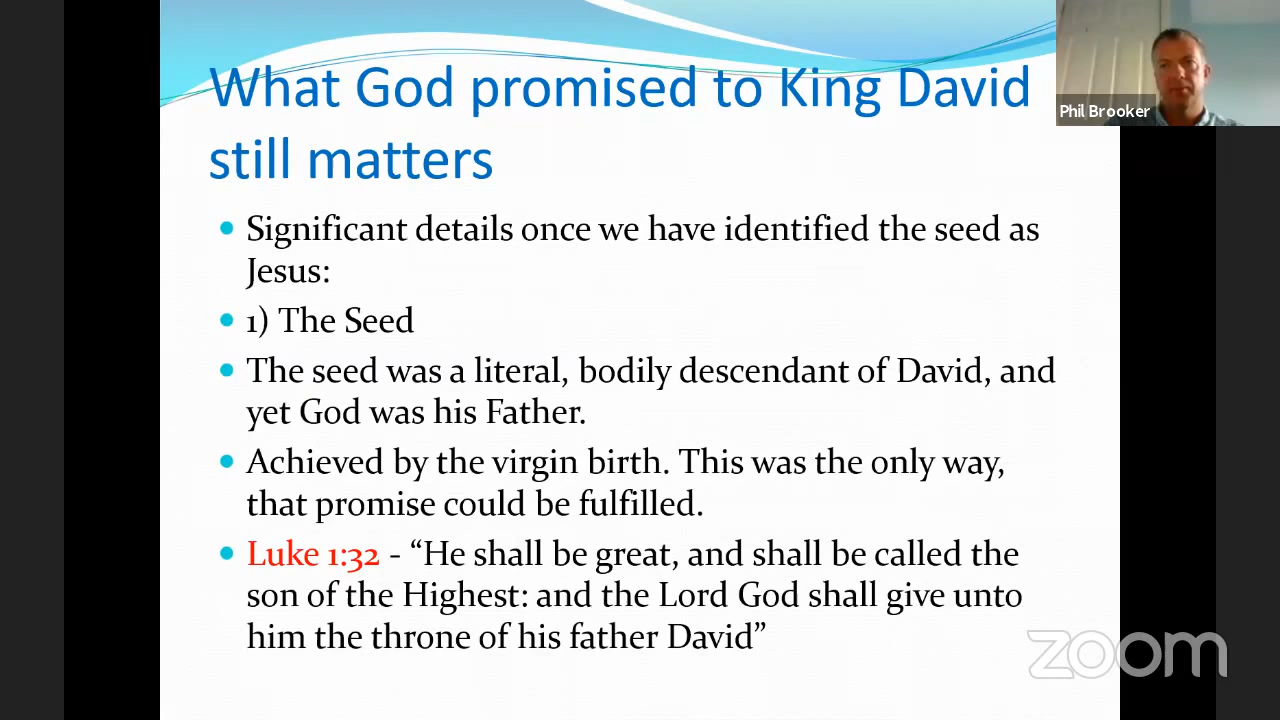 What God promised to King David
still matters
Phil Brooker
• Significant details once we have identified the seed as
Jesus:
• 1) The Seed
• The seed was a literal, bodily descendant of David, and
yet God was his Father.
• Achieved by the virgin birth. This was the only way,
that promise could be fulfilled.
• Luke 1:32 - “He shall be great, and shall be called the
son of the Highest: and the Lord God shall give unto
him the throne of his father David”
zoom